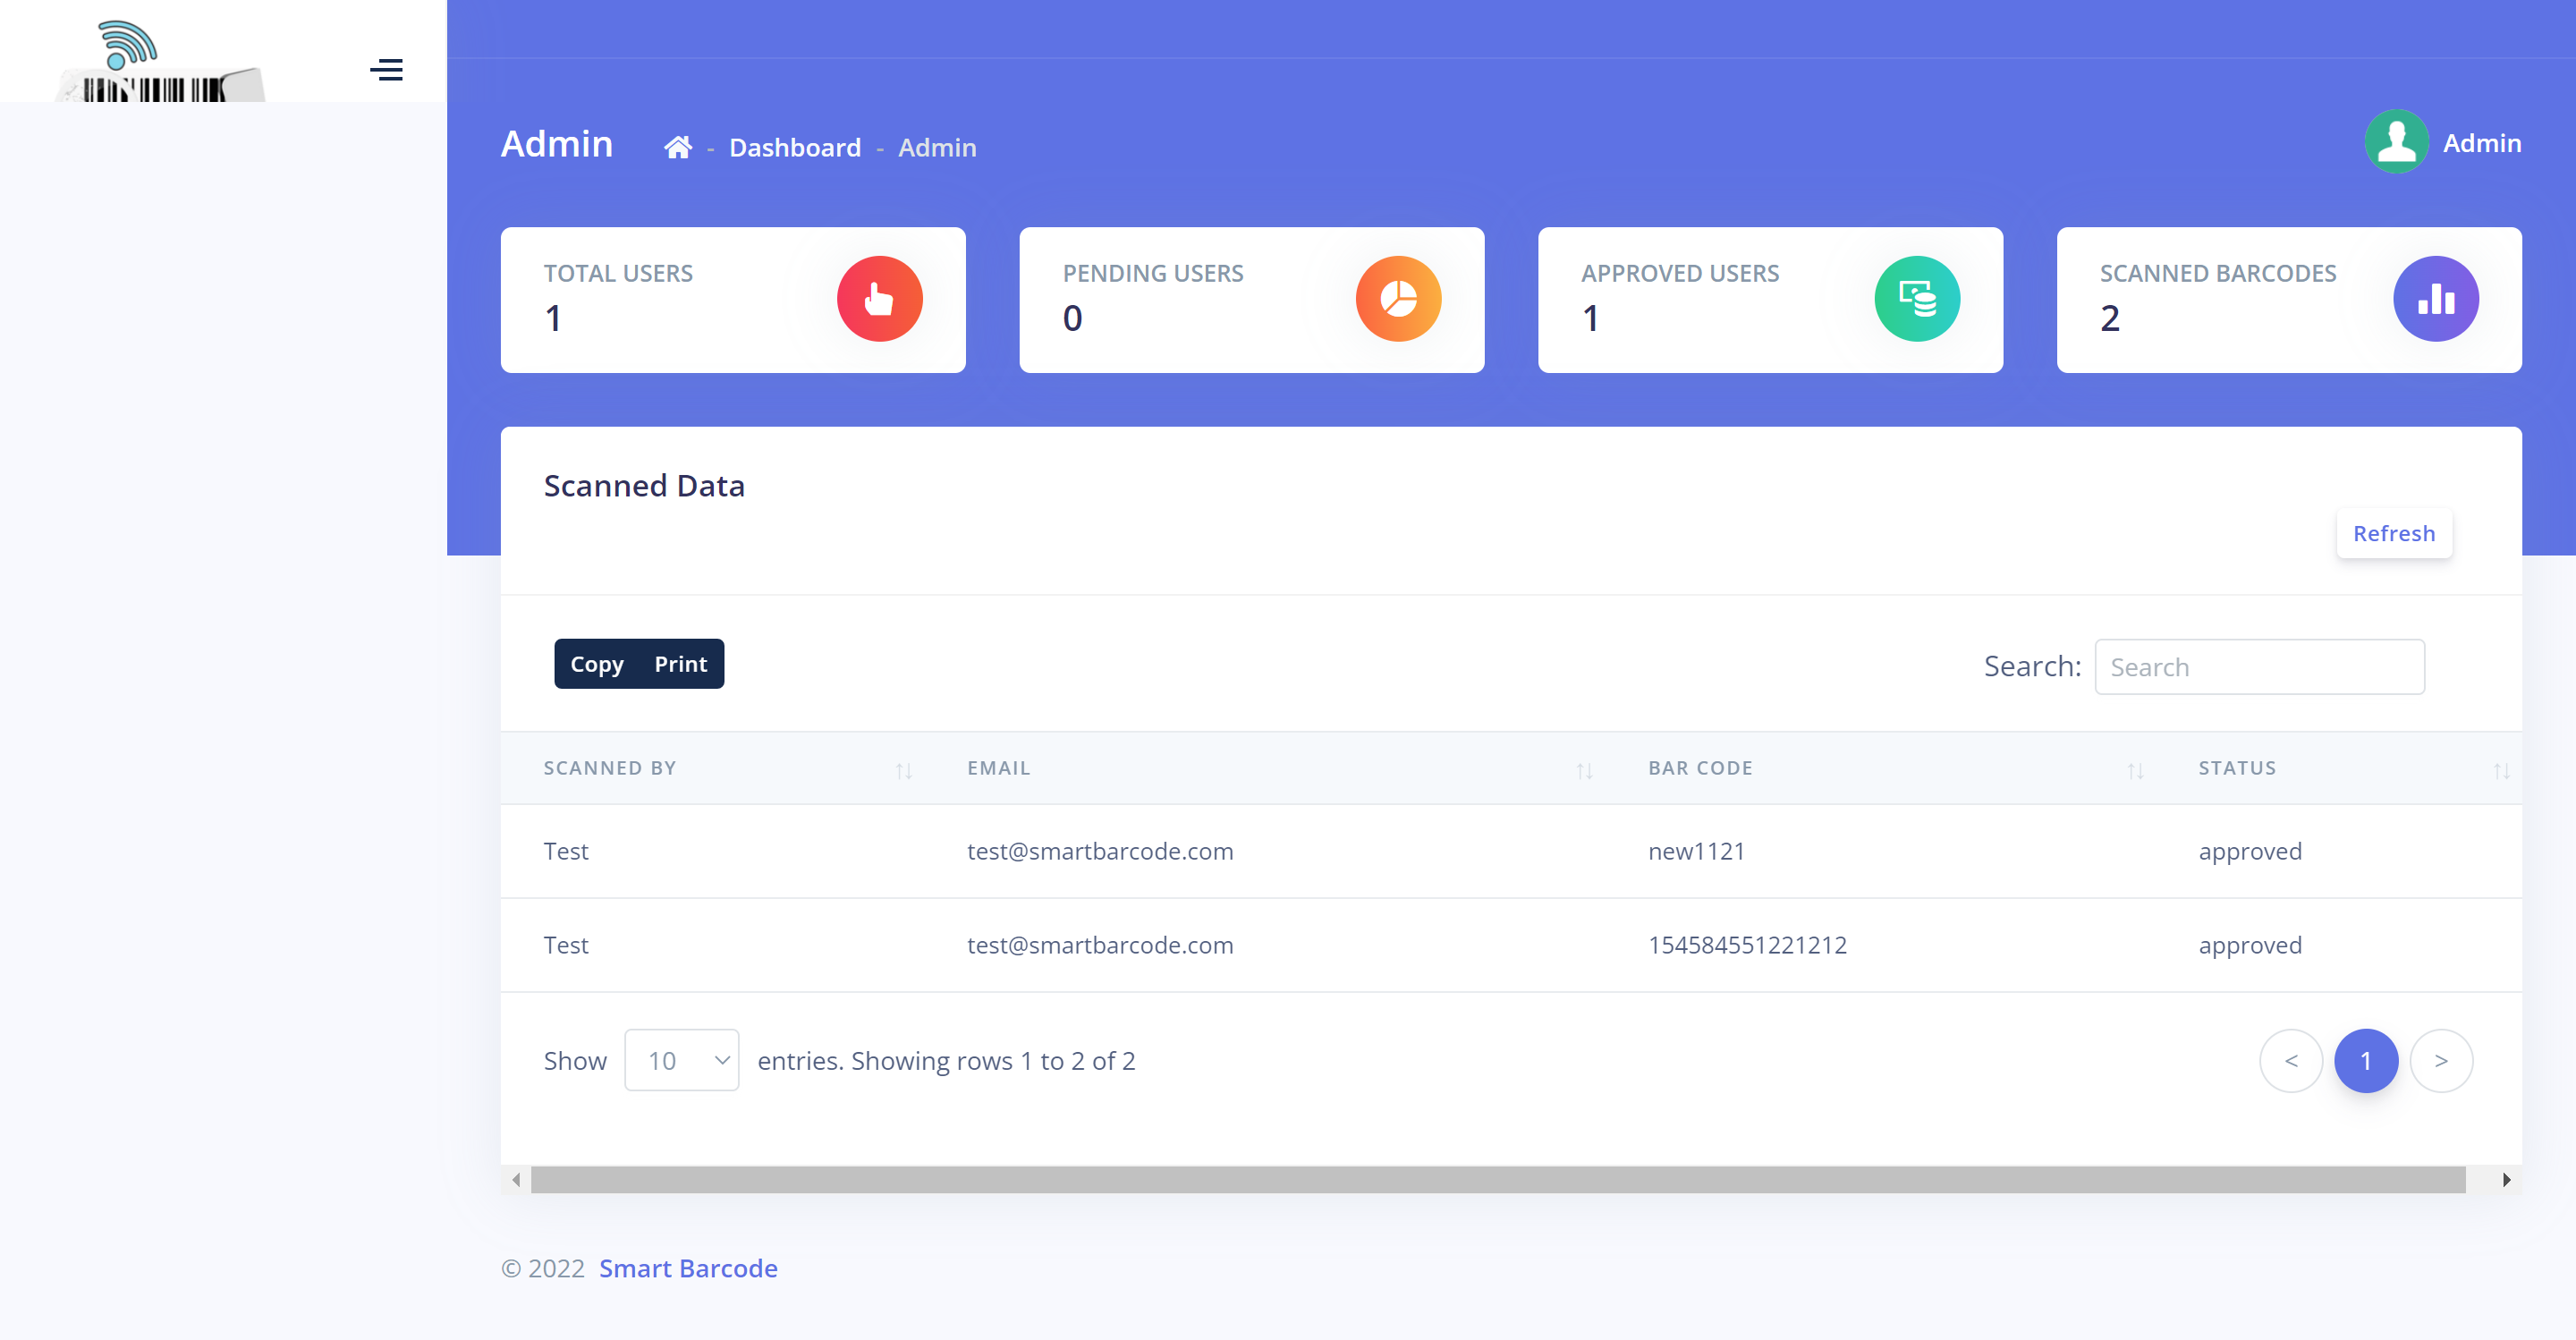 Admin - Dashboard - Admin
Admin
TOTAL USERS
1
PENDING USERS
0
APPROVED USERS
1
SCANNED BARCODES
2
Scanned Data
Refresh
Copy Print
Search: Search
SCANNED BY EMAIL BAR CODE STATUS
Test test@smartbarcode.com new1121 approved
Test test@smartbarcode.com 154584551221212 approved
Show 10 entries. Showing rows 1 to 2 of 2
< 1 >
© 2022 Smart Barcode